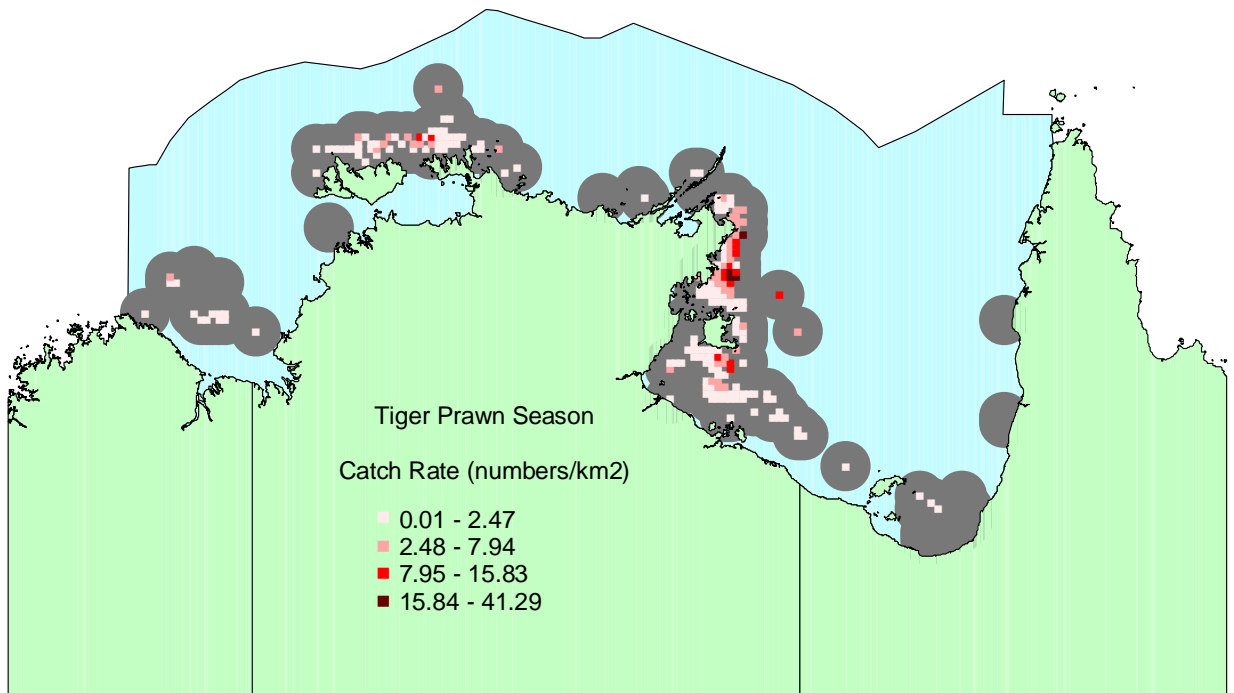 Tiger Prawn Season
Catch Rate (numbers/km2)
0.01 - 2.47
2.48 - 7.94
7.95 - 15.83
15.84 - 41.29